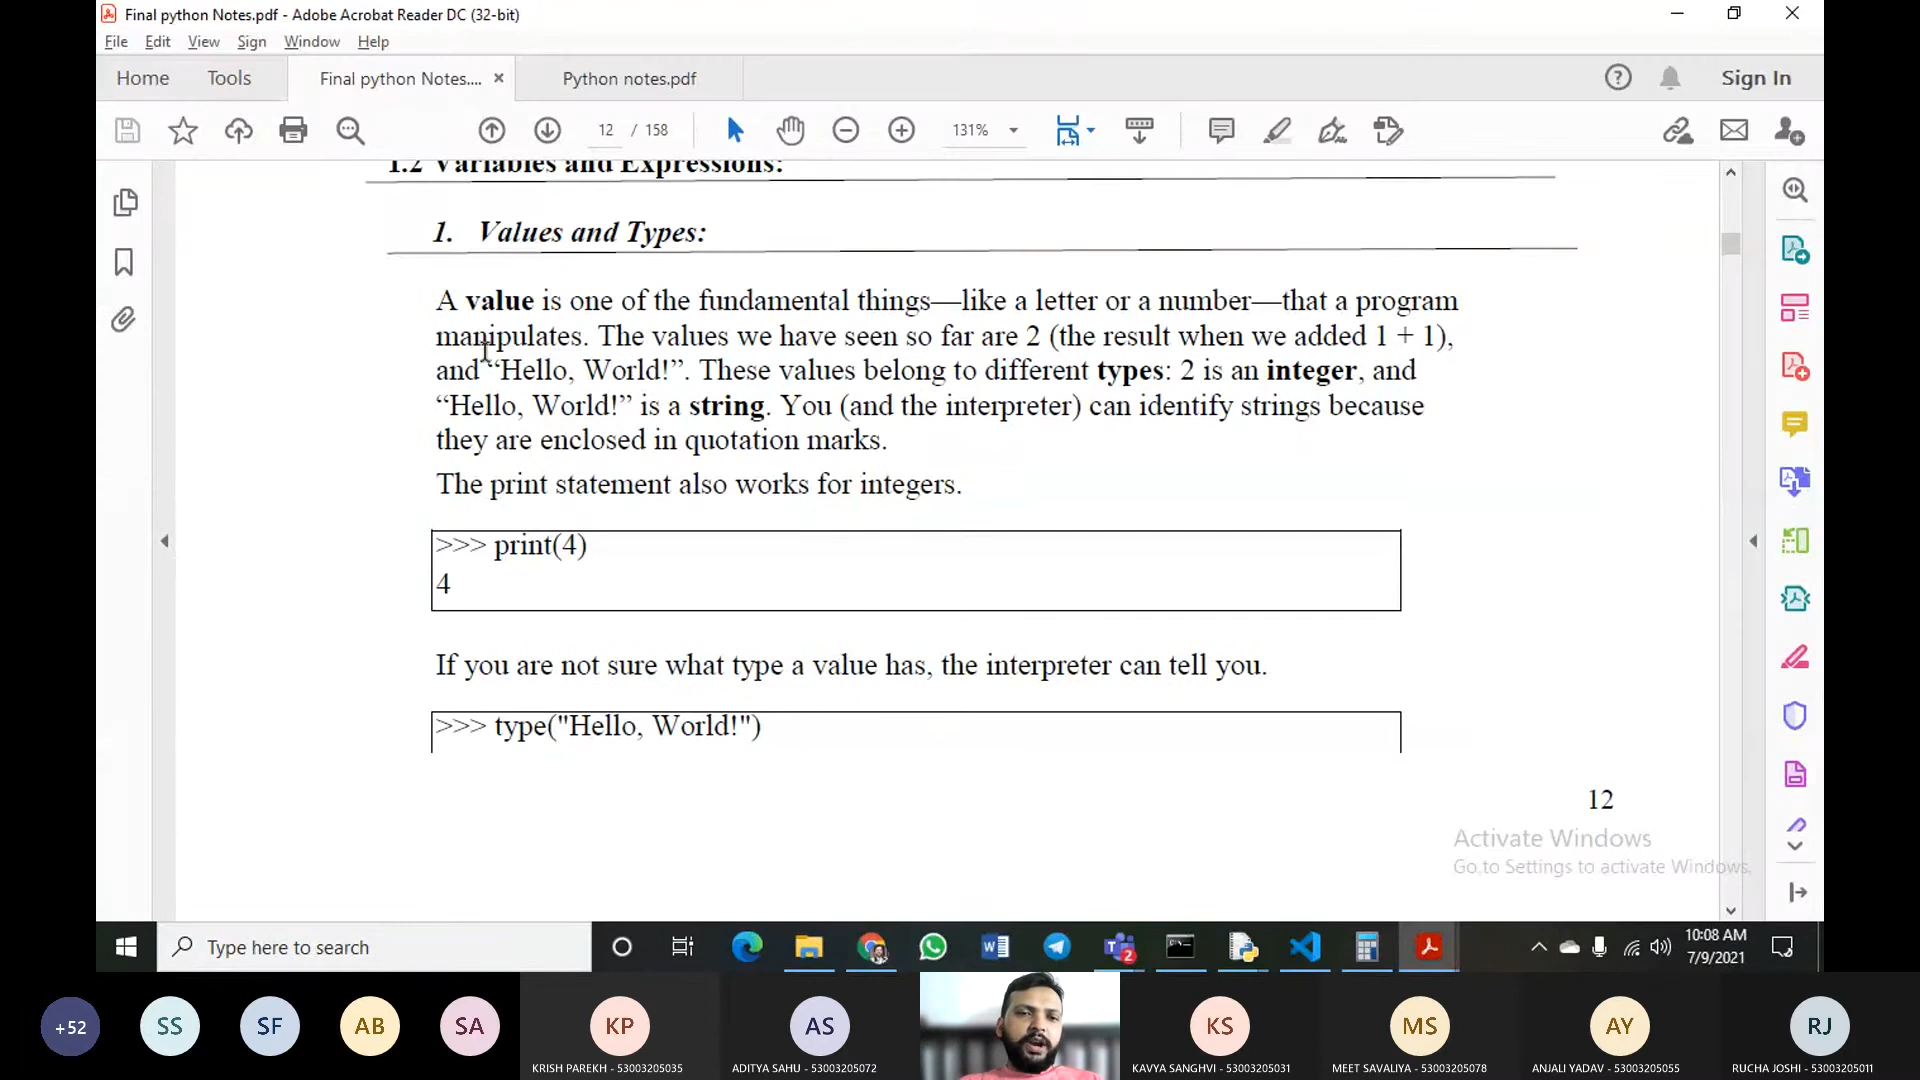 Final python Notes.pdf - Adobe Acrobat Reader DC (32-bit)
File Edit View Sign Window Help
Home Tools Final python Notes.... × Python notes.pdf Sign In
12 / 158 131%
1.2 Variables and Expressions:
1. Values and Types:
A value is one of the fundamental things—like a letter or a number—that a program
manipulates. The values we have seen so far are 2 (the result when we added 1 + 1),
and “Hello, World!”. These values belong to different types: 2 is an integer, and
“Hello, World!” is a string. You (and the interpreter) can identify strings because
they are enclosed in quotation marks.
The print statement also works for integers.
>>> print(4)
4
If you are not sure what type a value has, the interpreter can tell you.
>>> type("Hello, World!")
12
Activate Windows
Go to Settings to activate Windows.
Type here to search
2
10:08 AM
7/9/2021
+52 SS SF AB SA KP AS KS MS AY RJ
KRISH PAREKH - 53003205035 ADITYA SAHU - 53003205072 KAVYA SANGHVI - 53003205031 MEET SAVALIYA - 53003205078 ANJALI YADAV - 53003205055 RUCHA JOSHI - 53003205011